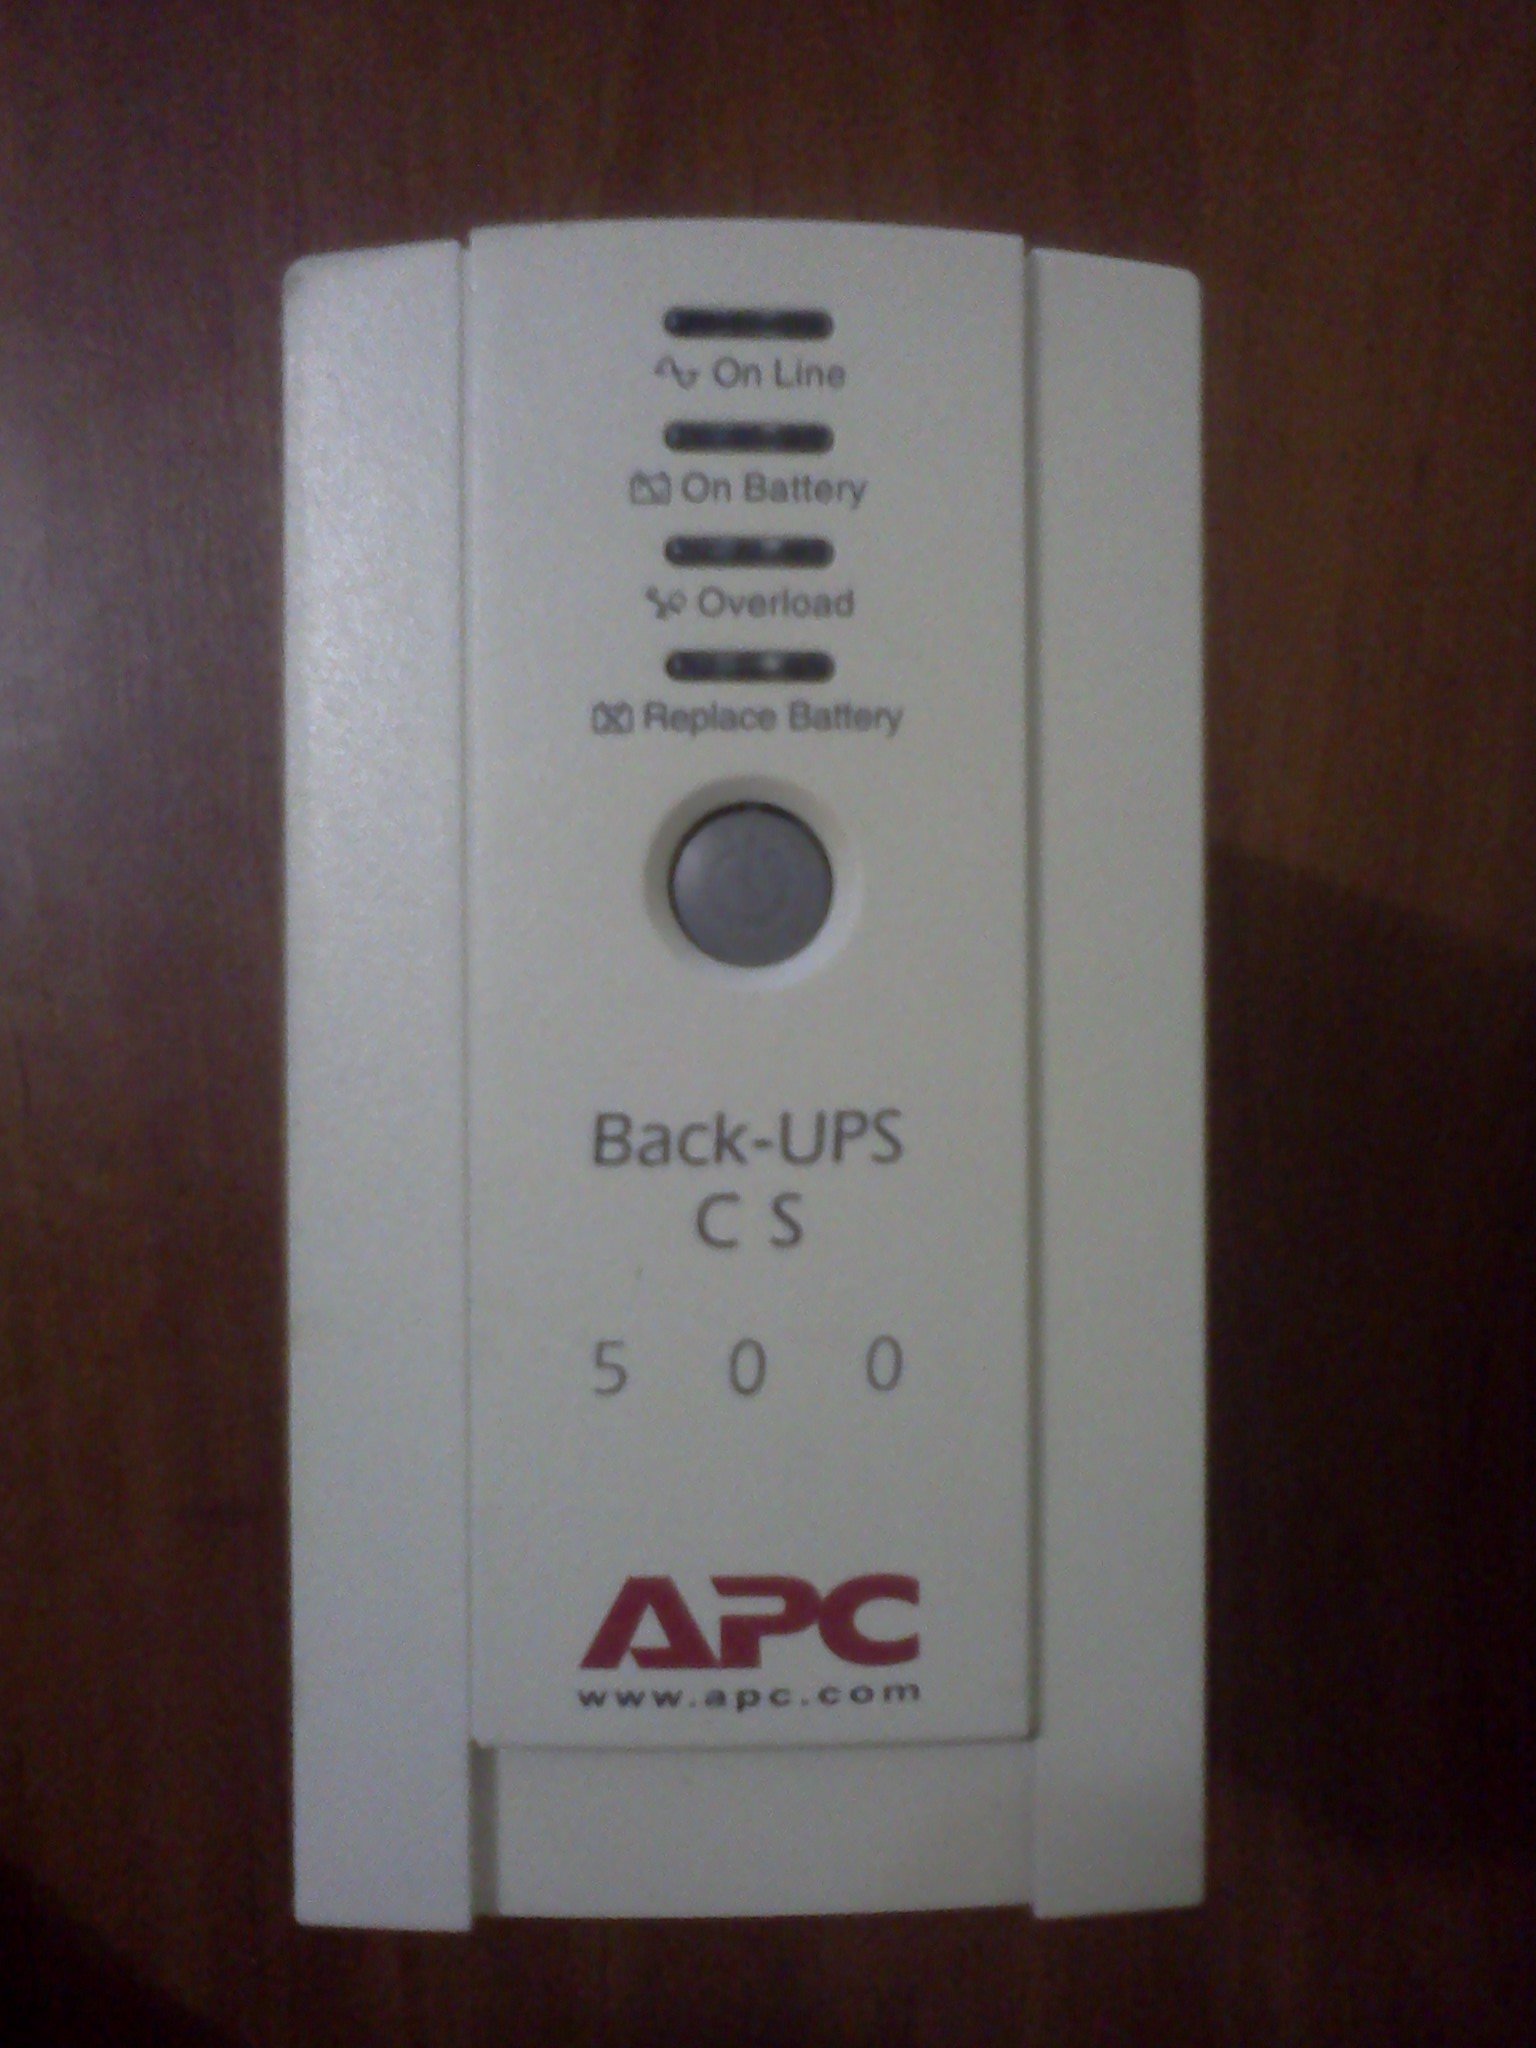 On Line
On Battery
Overload
Replace Battery
Back-UPS
CS
500
APC
www.apc.com